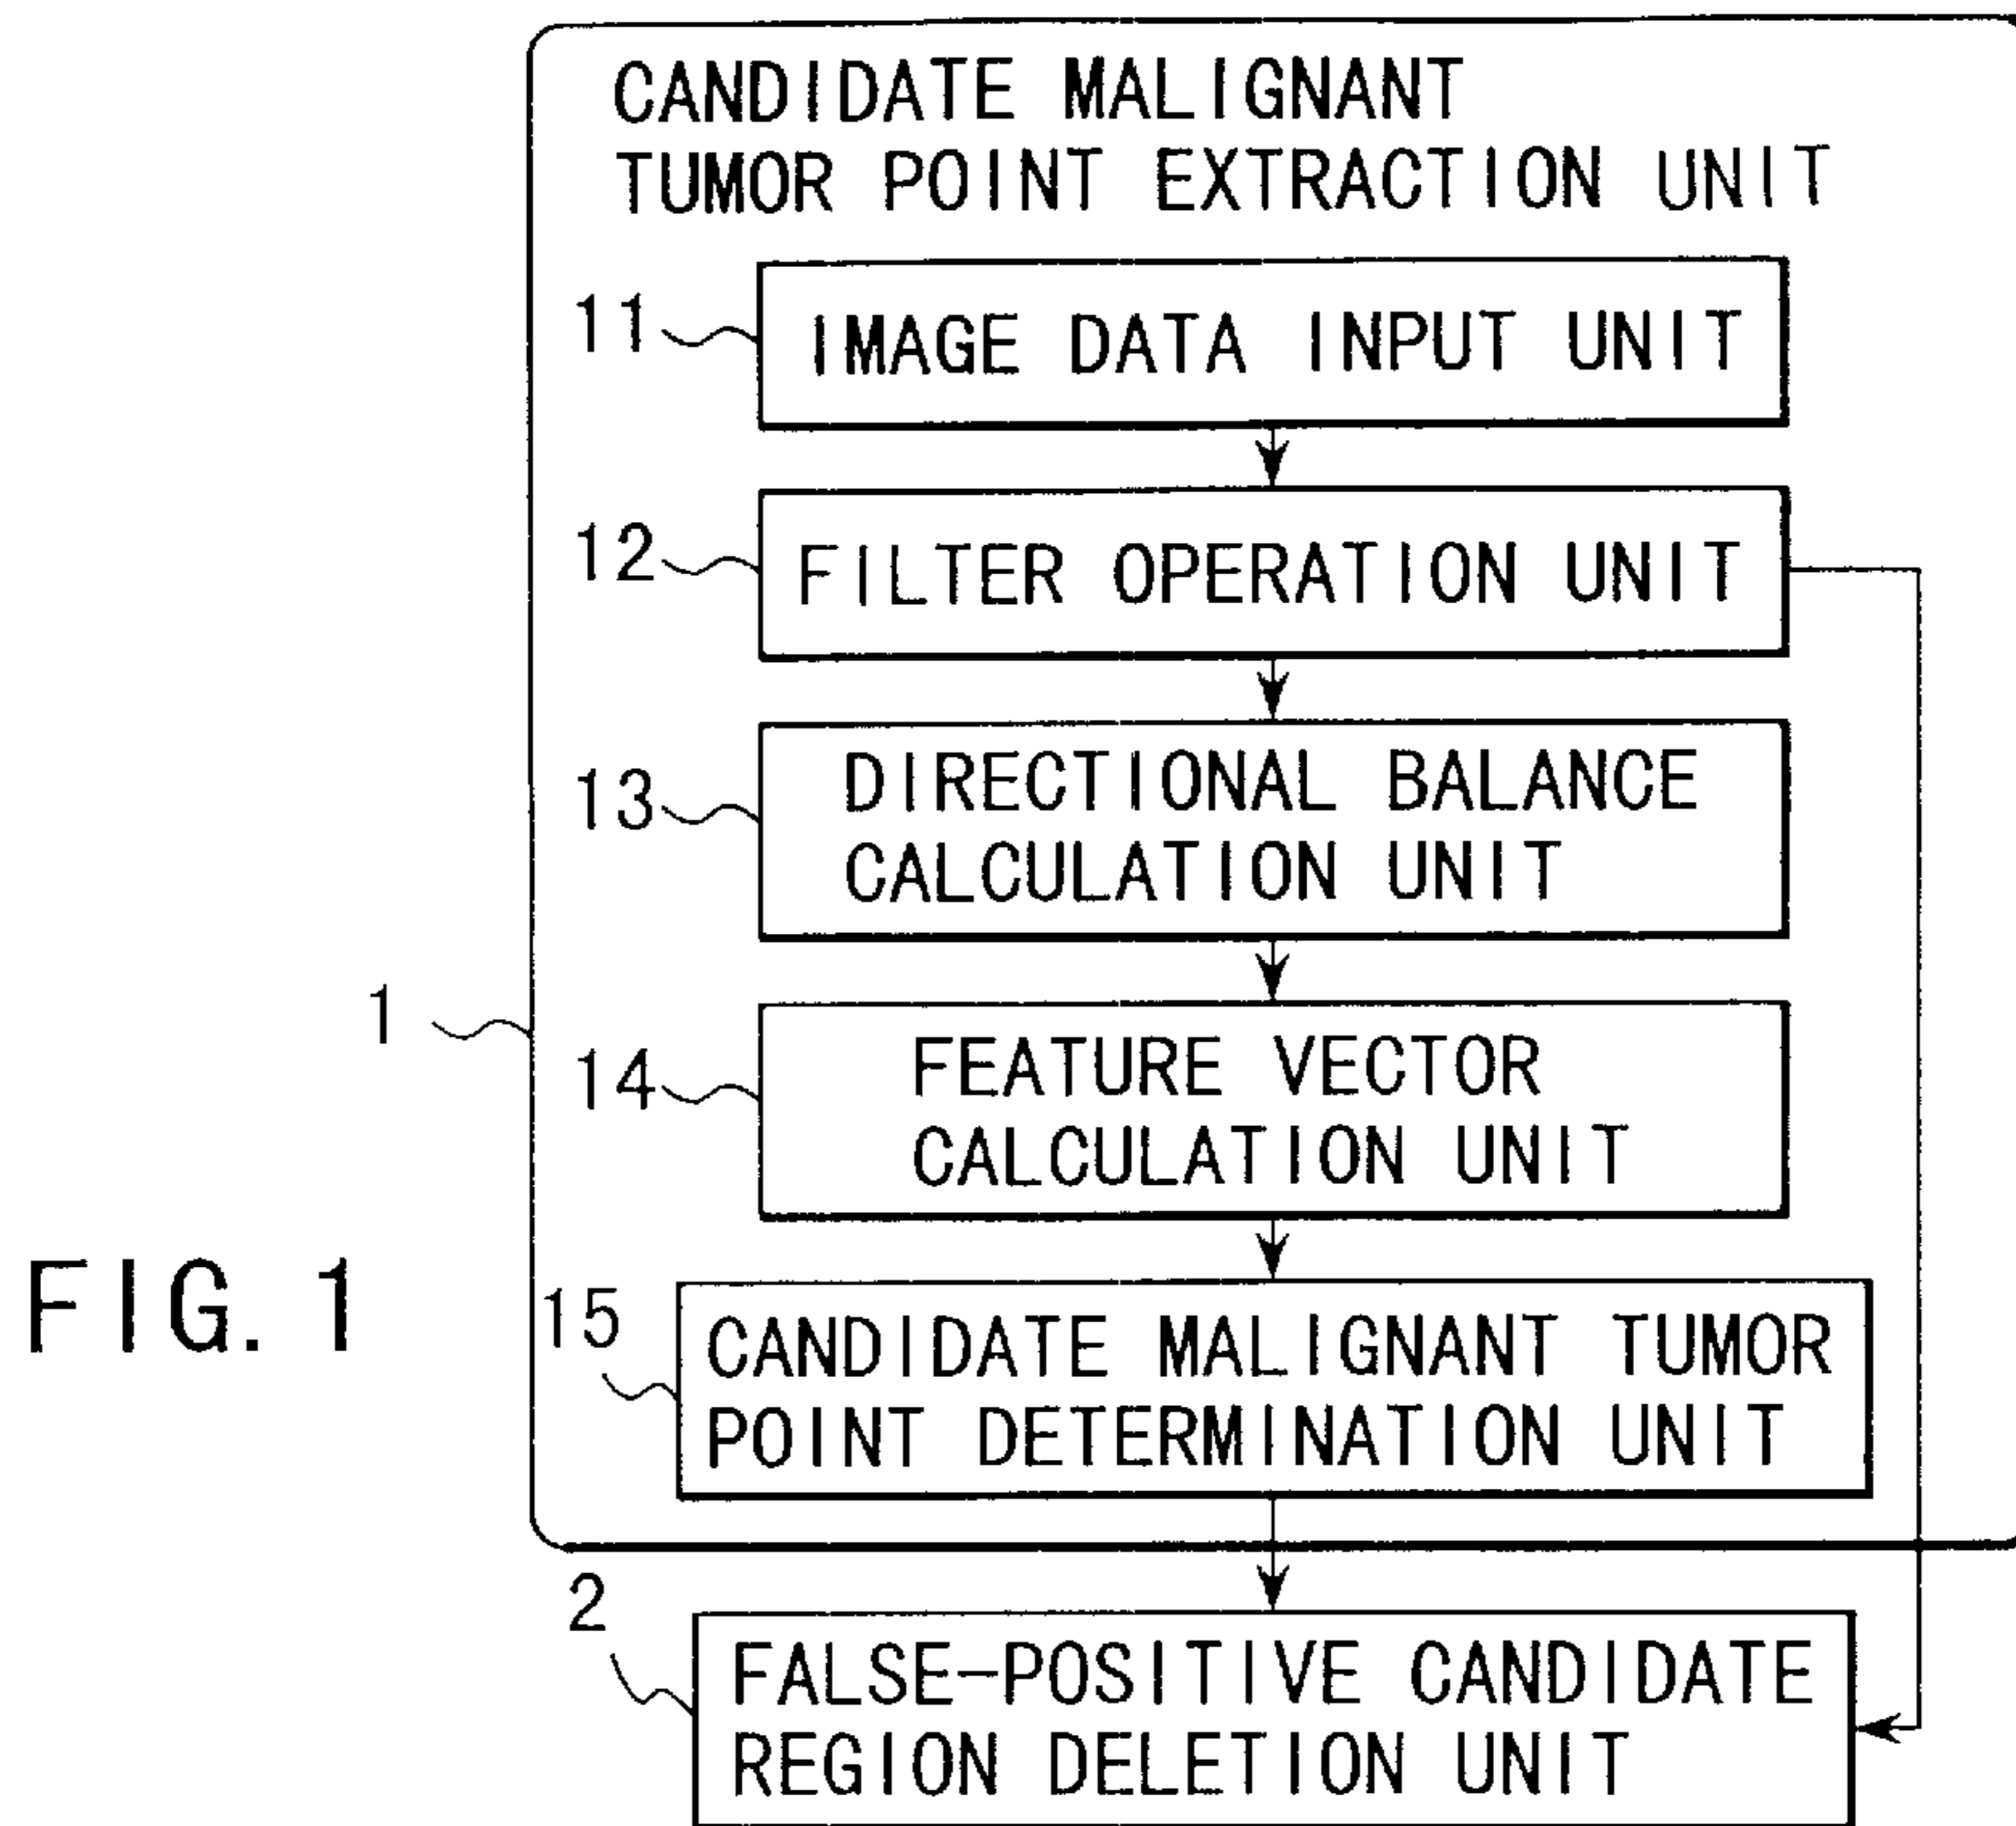 CANDIDATE MALIGNANT
TUMOR POINT EXTRACTION UNIT
11
IMAGE DATA INPUT UNIT
12
FILTER OPERATION UNIT
13
DIRECTIONAL BALANCE
CALCULATION UNIT
1
14
FEATURE VECTOR
CALCULATION UNIT
FIG. 1
15
CANDIDATE MALIGNANT TUMOR
POINT DETERMINATION UNIT
2
FALSE-POSITIVE CANDIDATE
REGION DELETION UNIT